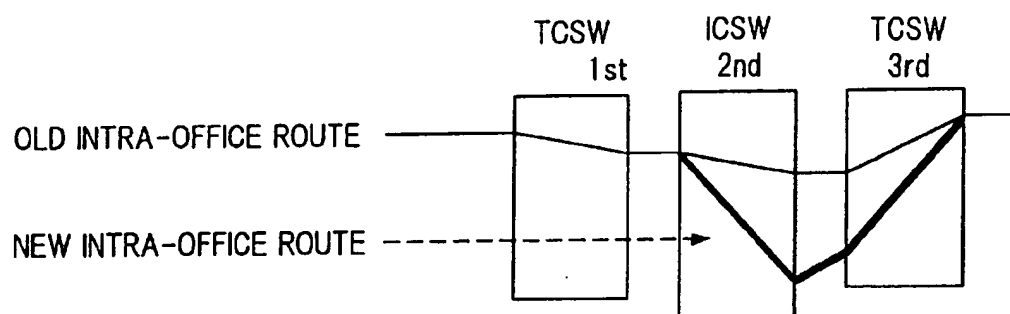 TCSW
1st
ICSW
2nd
TCSW
3rd
OLD INTRA-OFFICE ROUTE
NEW INTRA-OFFICE ROUTE